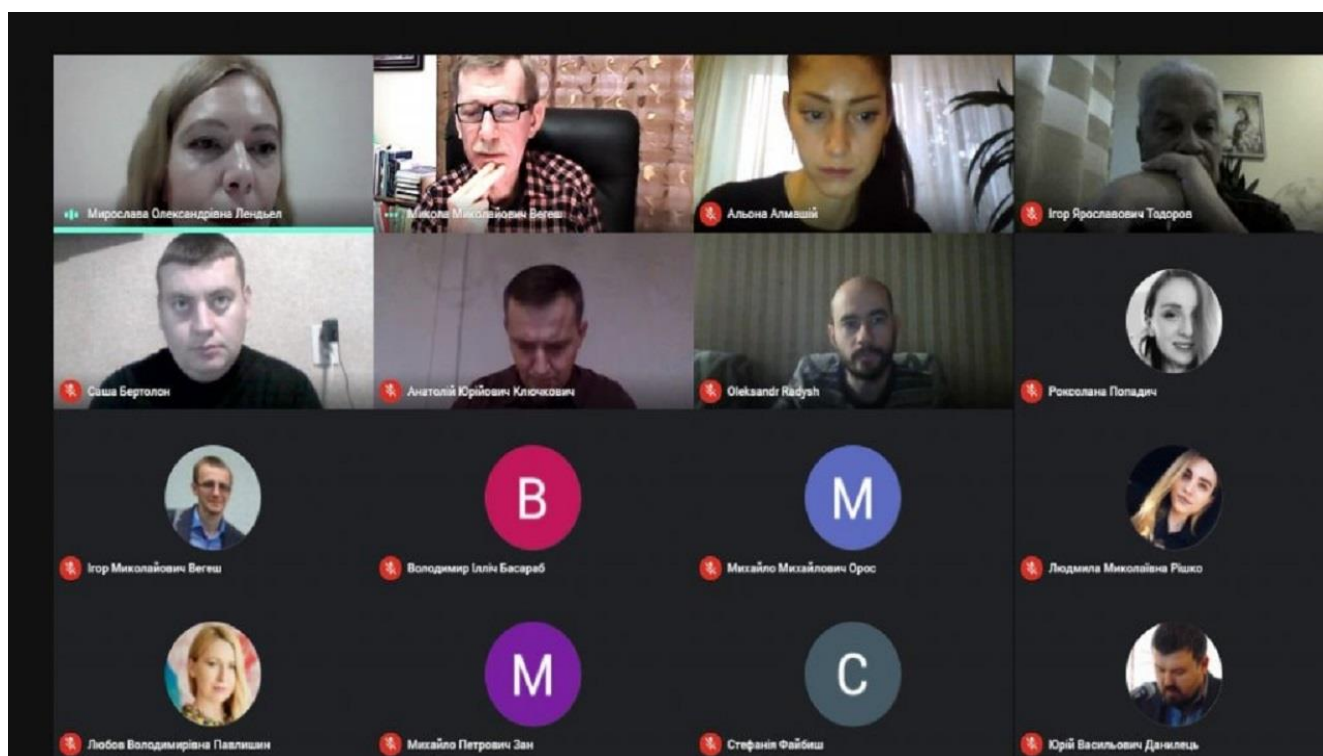 Мирослава Олександрівна Лендьел
Микола Миколайович Вегеш
Альона Алмашій
Ігор Ярославович Тодоров
Саша Бертолон
Анатолій Юрійович Ключкович
Oleksandr Radysh
Роксолана Попадич
В
М
Ігор Миколайович Вегеш
Володимир Ілліч Басараб
Михайло Михайлович Орос
Людмила Миколаївна Рішко
М
С
Любов Володимирівна Павлишин
Михайло Петрович Зан
Стефанія Файбиш
Юрій Васильович Данилець